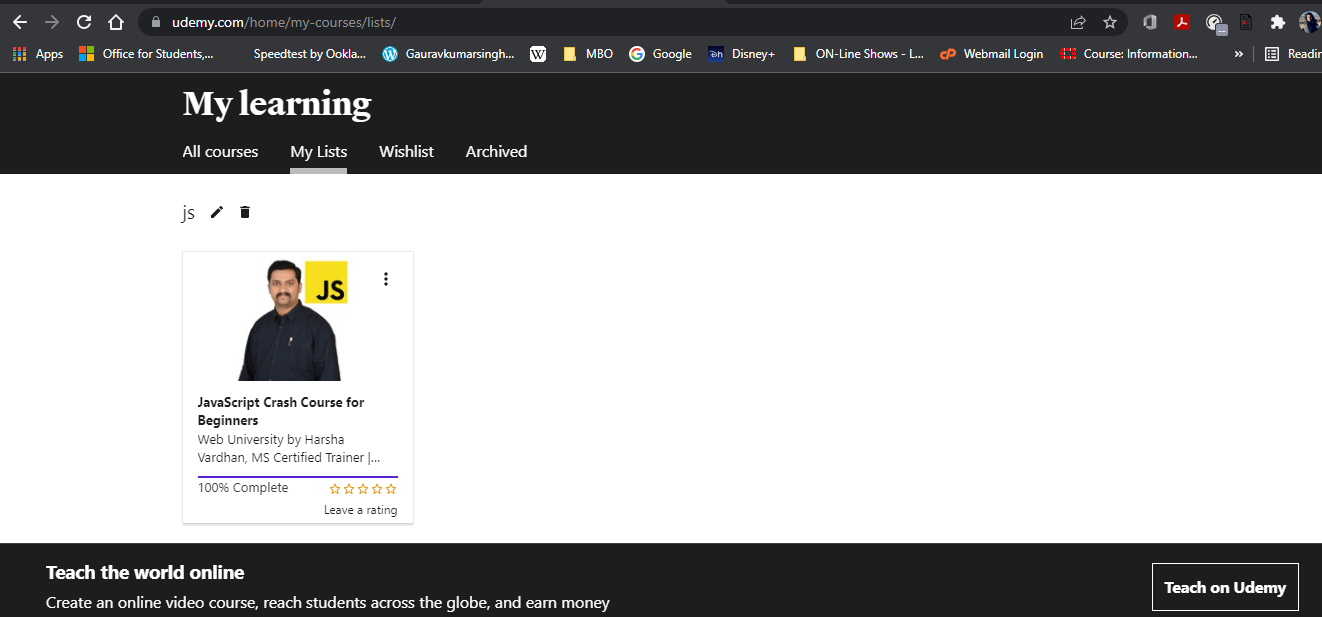 udemy.com/home/my-courses/lists/
Apps Office for Students,... Speedtest by Ookla... Gauravkumarsingh... W MBO Google Disney+ ON-Line Shows - L... cP Webmail Login Course: Information... » Readin
My learning
All courses My Lists Wishlist Archived
js
JS
JavaScript Crash Course for
Beginners
Web University by Harsha
Vardhan, MS Certified Trainer |...
100% Complete
Leave a rating
Teach the world online
Create an online video course, reach students across the globe, and earn money
Teach on Udemy